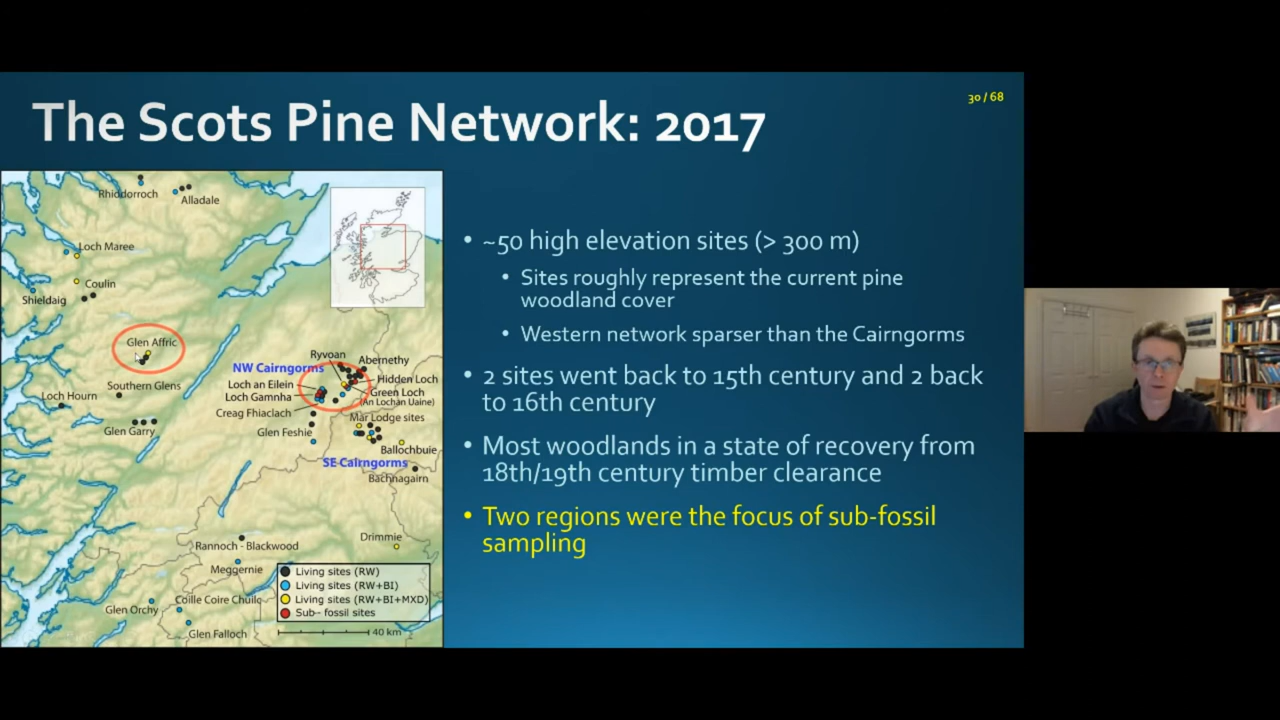 30 / 68
The Scots Pine Network: 2017
Rhidorroch
Alladale
Loch Maree
Coulin
Shieldaig
Glen Affric
Southern Glens
Loch Hourn
Glen Garry
Ryvoan
Abernethy
NW Cairngorms
Hidden Loch
Loch an Eilein
Green Loch
Loch Gamnha
(An Lochan Uaine)
Creag Fhiaclach
Mar Lodge sites
Glen Feshie
Ballochbuie
SE Cairngorms
Bachnagairn
Drimmie
Rannoch - Blackwood
Meggernie
Coille Coire Chuilc
Glen Orchy
Glen Falloch
Living sites (RW)
Living sites (RW+BI)
Living sites (RW+BI+MXD)
Sub- fossil sites
40 km
• ~50 high elevation sites (> 300 m)
• Sites roughly represent the current pine
woodland cover
• Western network sparser than the Cairngorms
• 2 sites went back to 15th century and 2 back
to 16th century
• Most woodlands in a state of recovery from
18th/19th century timber clearance
• Two regions were the focus of sub-fossil
sampling